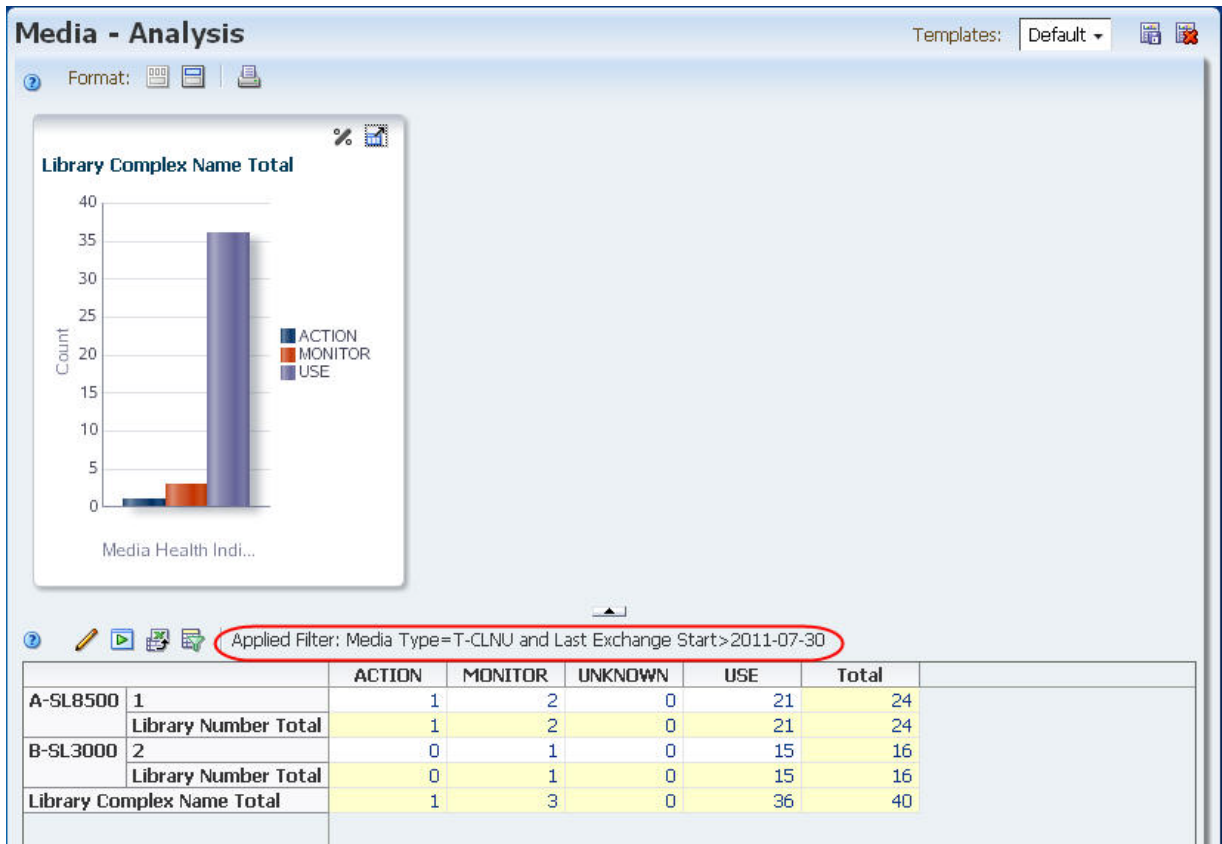 Media - Analysis
Templates: Default
Format:
Library Complex Name Total
40
35
30
25
20
15
10
5
0
Count
ACTION
MONITOR
USE
Media Health Indi...
Applied Filter: Media Type=T-CLNU and Last Exchange Start>2011-07-30
ACTION MONITOR UNKNOWN USE Total
A-SL8500 1 1 2 0 21 24
Library Number Total 1 2 0 21 24
B-SL3000 2 0 1 0 15 16
Library Number Total 0 1 0 15 16
Library Complex Name Total 1 3 0 36 40